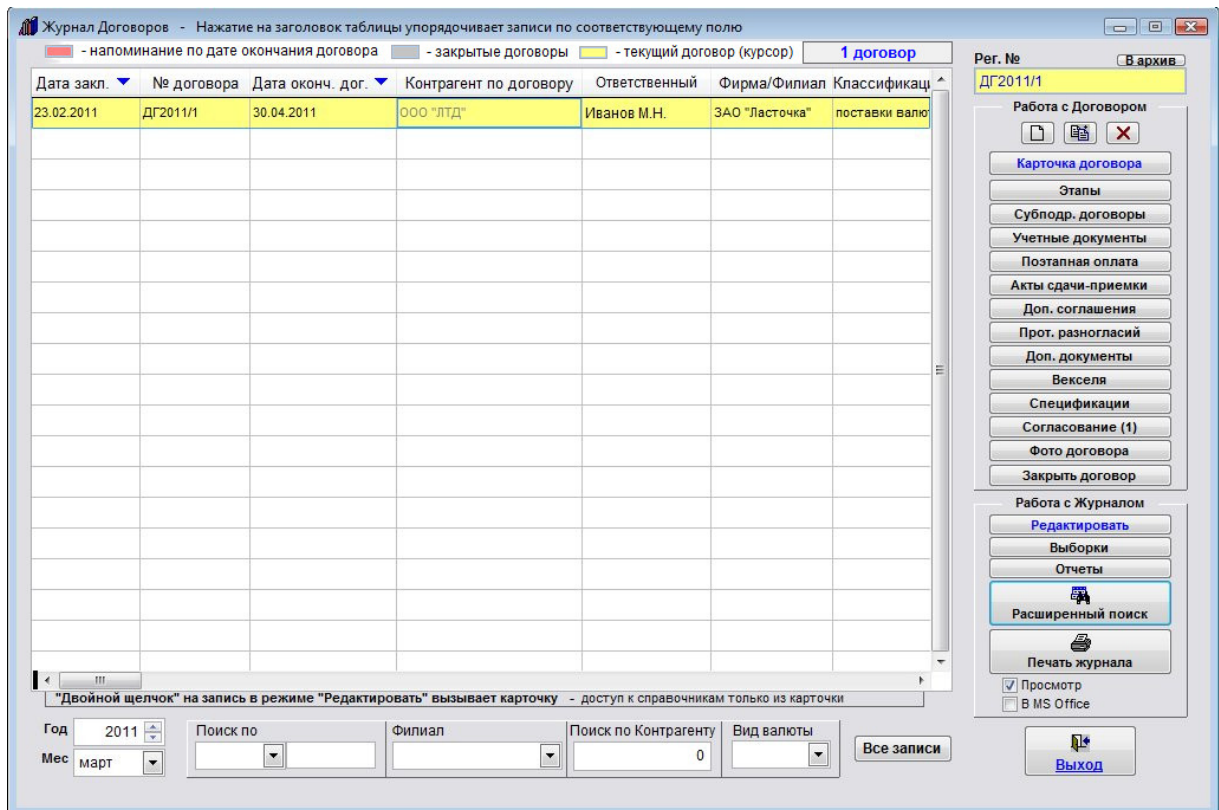 Журнал Договоров - Нажатие на заголовок таблицы упорядочивает записи по соответствующему полю
- напоминание по дате окончания договора - закрытые договоры - текущий договор (курсор) 1 договор
Рег. № В архив
ДГ2011/1
Дата закл. № договора Дата оконч. дог. Контрагент по договору Ответственный Фирма/Филиал Классификаци
23.02.2011 ДГ2011/1 30.04.2011 ООО "ЛТД" Иванов М.Н. ЗАО "Ласточка" поставки валю
Работа с Договором
Карточка договора
Этапы
Субподр. договоры
Учетные документы
Поэтапная оплата
Акты сдачи-приемки
Доп. соглашения
Прот. разногласий
Доп. документы
Векселя
Спецификации
Согласование (1)
Фото договора
Закрыть договор
Работа с Журналом
Редактировать
Выборки
Отчеты
Расширенный поиск
Печать журнала
Просмотр
В MS Office
Выход
"Двойной щелчок" на запись в режиме "Редактировать" вызывает карточку - доступ к справочникам только из карточки
Год 2011
Мес март
Поиск по
Филиал
Поиск по Контрагенту
0
Вид валюты
Все записи